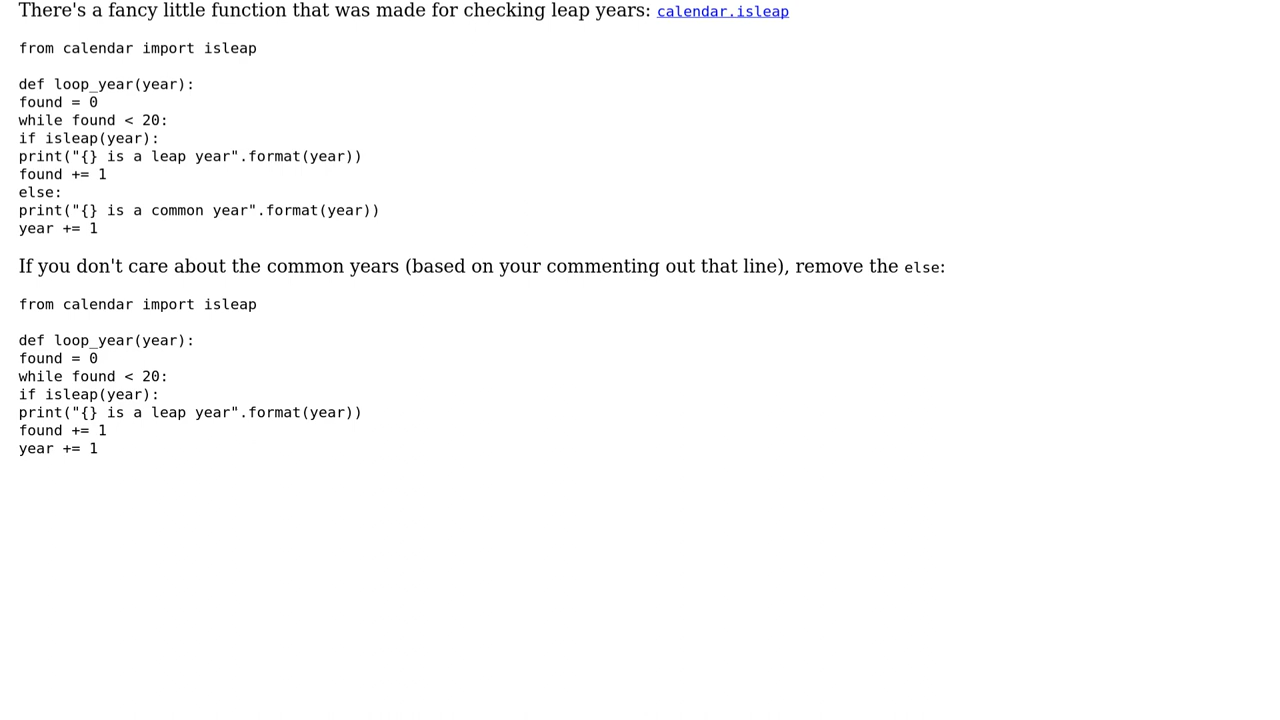 There's a fancy little function that was made for checking leap years: calendar.isleap
from calendar import isleap
def loop_year(year):
found = 0
while found < 20:
if isleap(year):
print("{} is a leap year".format(year))
found += 1
else:
print("{} is a common year".format(year))
year += 1
If you don't care about the common years (based on your commenting out that line), remove the else:
from calendar import isleap
def loop_year(year):
found = 0
while found < 20:
if isleap(year):
print("{} is a leap year".format(year))
found += 1
year += 1